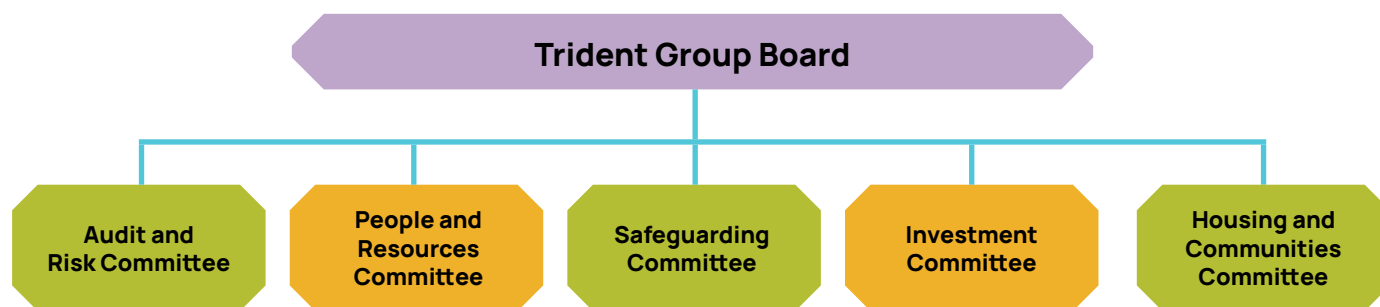 Trident Group Board
Audit and
Risk Committee
People and
Resources
Committee
Safeguarding
Committee
Investment
Committee
Housing and
Communities
Committee